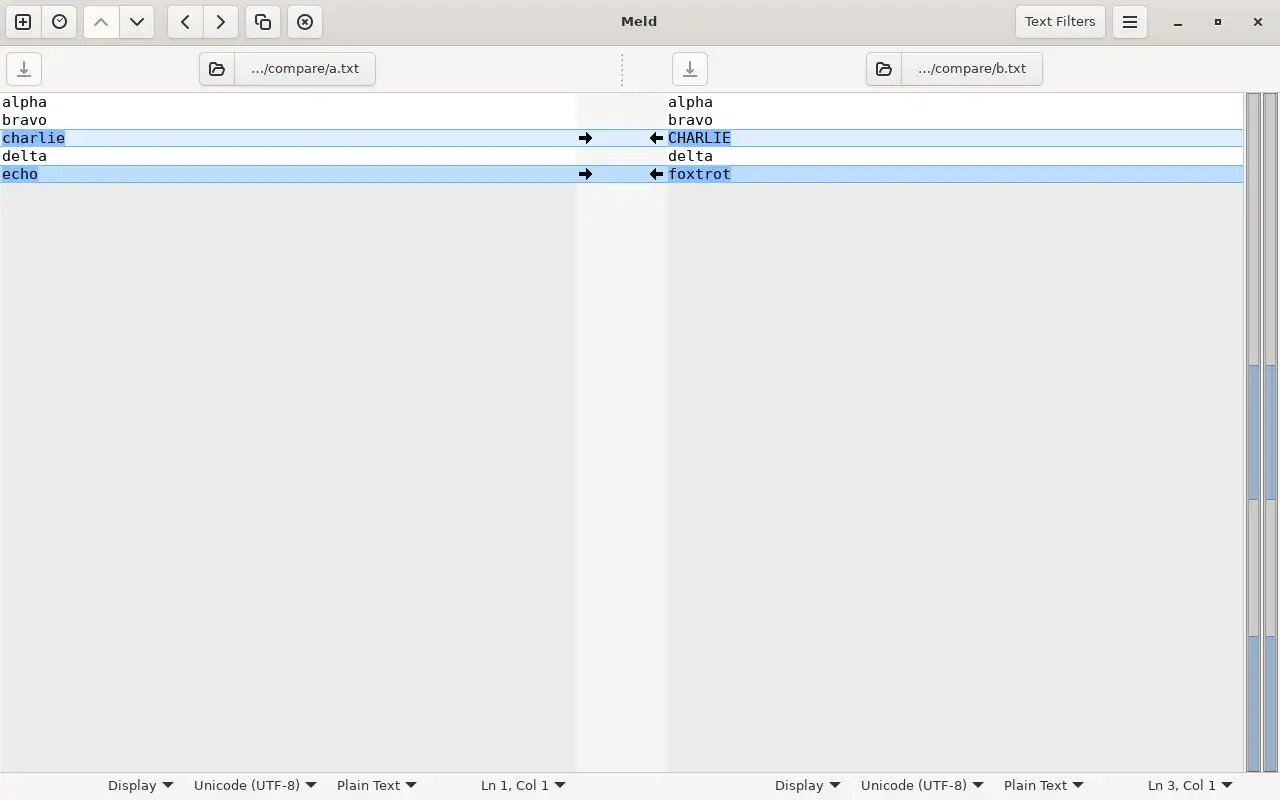 Meld
Text Filters
.../compare/a.txt
.../compare/b.txt
alpha
bravo
charlie
delta
echo
alpha
bravo
CHARLIE
delta
foxtrot
Display Unicode (UTF-8) Plain Text Ln 1, Col 1
Display Unicode (UTF-8) Plain Text Ln 3, Col 1